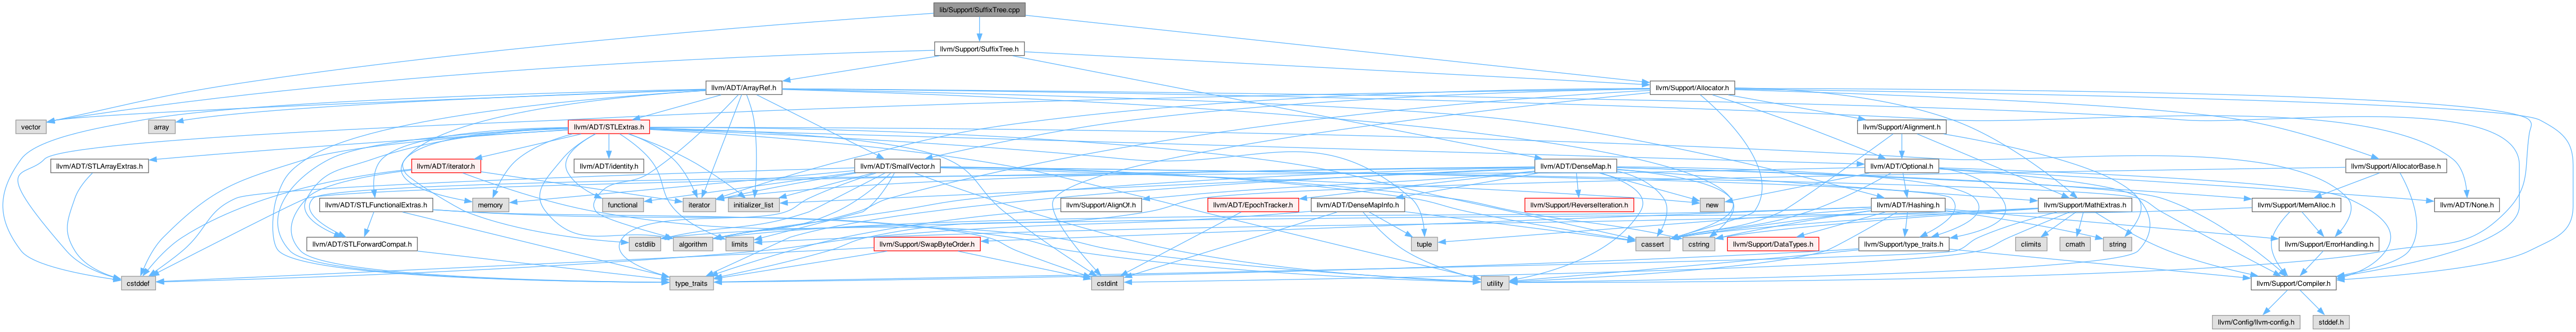 lib/Support/SuffixTree.cpp
llvm/Support/SuffixTree.h
llvm/ADT/ArrayRef.h
llvm/Support/Allocator.h
vector
array
llvm/ADT/STLExtras.h
llvm/Support/Alignment.h
llvm/ADT/STLArrayExtras.h
llvm/ADT/iterator.h
llvm/ADT/identity.h
llvm/ADT/SmallVector.h
llvm/ADT/DenseMap.h
llvm/ADT/Optional.h
llvm/Support/AllocatorBase.h
llvm/ADT/STLFunctionalExtras.h
memory
functional
iterator
initializer_list
llvm/Support/AlignOf.h
llvm/ADT/EpochTracker.h
llvm/ADT/DenseMapInfo.h
llvm/Support/ReverseIteration.h
new
llvm/ADT/Hashing.h
llvm/Support/MathExtras.h
llvm/Support/MemAlloc.h
llvm/ADT/None.h
llvm/ADT/STLForwardCompat.h
cstdlib
algorithm
limits
llvm/Support/SwapByteOrder.h
tuple
cassert
cstring
llvm/Support/DataTypes.h
llvm/Support/type_traits.h
climits
cmath
string
llvm/Support/ErrorHandling.h
cstddef
type_traits
cstdint
utility
llvm/Support/Compiler.h
llvm/Config/llvm-config.h
stddef.h